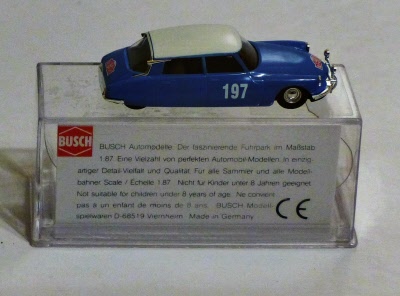 197
BUSCH
BUSCH Automodelle. Der faszinierende Fuhrpark im Maßstab
1:87. Eine Vielzahl von perfekten Automobil-Modellen. In einzig-
artiger Detail-Vielfalt und Qualität. Für alle Sammler und alle Model-
bahner Scale / Echelle 1:87 Nicht für Kinder unter 8 Jahren geeignet
Not suitable for children under 8 years of age. Ne convient
pas à un enfant de moins de 8 ans. BUSCH Modell-
spielwaren D-68519 Viernheim Made in Germany
CE